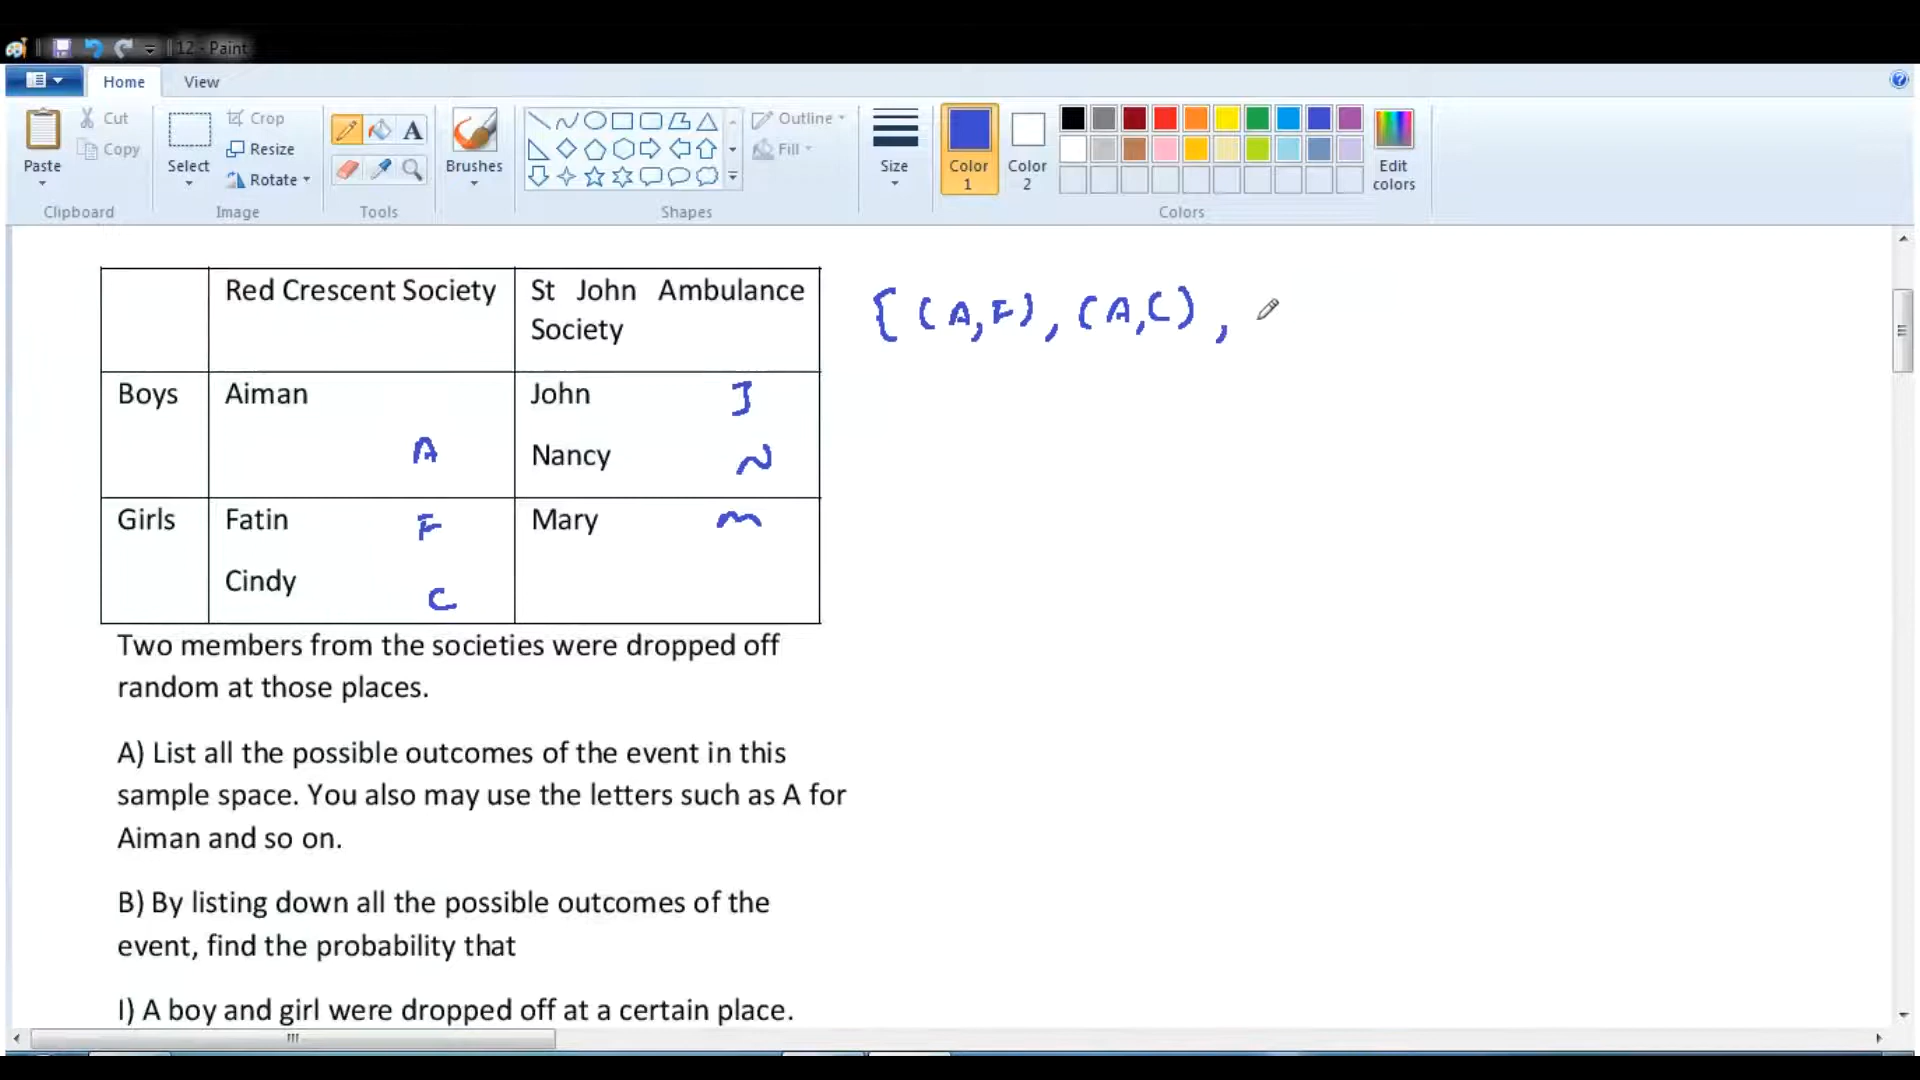 12 - Paint
Home View
Paste
Cut
Copy
Clipboard
Select
Crop
Resize
Rotate
Image
A
Tools
Brushes
Outline
Fill
Shapes
Size
Color 1
Color 2
Edit colors
Colors
Red Crescent Society
St John Ambulance
Society
{ (A,F), (A,C) ,
Boys
Aiman
A
John J
Nancy N
Girls
Fatin F
Cindy C
Mary M
Two members from the societies were dropped off
random at those places.
A) List all the possible outcomes of the event in this
sample space. You also may use the letters such as A for
Aiman and so on.
B) By listing down all the possible outcomes of the
event, find the probability that
I) A boy and girl were dropped off at a certain place.